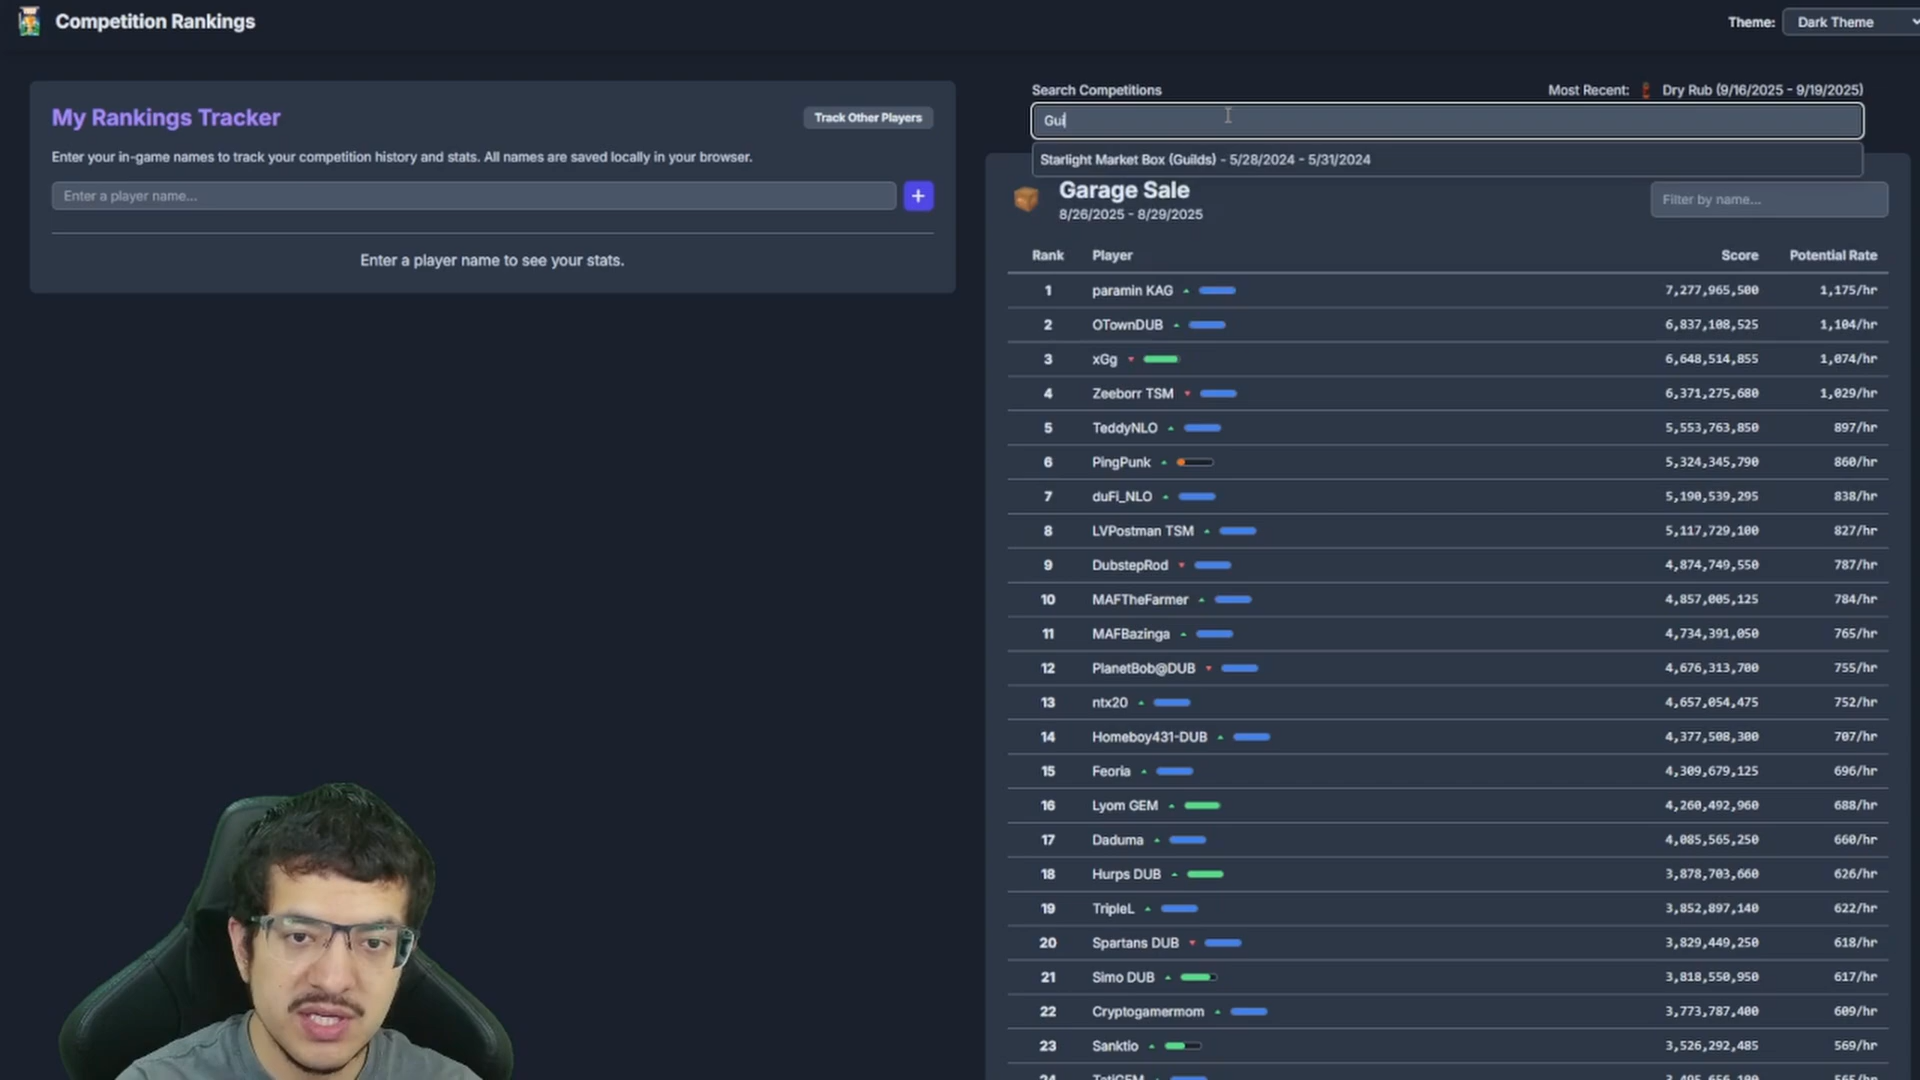 Competition Rankings
Theme: Dark Theme
My Rankings Tracker
Track Other Players
Enter your in-game names to track your competition history and stats. All names are saved locally in your browser.
Enter a player name...
+
Enter a player name to see your stats.
Search Competitions
Most Recent: Dry Rub (9/16/2025 - 9/19/2025)
Gui
Starlight Market Box (Guilds) - 5/28/2024 - 5/31/2024
Garage Sale
8/26/2025 - 8/29/2025
Filter by name...
Rank Player Score Potential Rate
1 paramin KAG 7,277,965,500 1,175/hr
2 OTownDUB 6,837,108,525 1,104/hr
3 xGg 6,648,514,855 1,074/hr
4 Zeeborr TSM 6,371,275,680 1,029/hr
5 TeddyNLO 5,553,763,850 897/hr
6 PingPunk 5,324,345,790 860/hr
7 duFi_NLO 5,190,539,295 838/hr
8 LVPostman TSM 5,117,729,100 827/hr
9 DubstepRod 4,874,749,550 787/hr
10 MAFTheFarmer 4,857,005,125 784/hr
11 MAFBazinga 4,734,391,050 765/hr
12 PlanetBob@DUB 4,676,313,700 755/hr
13 ntx20 4,657,054,475 752/hr
14 Homeboy431-DUB 4,377,508,300 707/hr
15 Feoria 4,309,679,125 696/hr
16 Lyom GEM 4,260,492,960 688/hr
17 Daduma 4,085,565,250 660/hr
18 Hurps DUB 3,878,703,660 626/hr
19 TripleL 3,852,897,140 622/hr
20 Spartans DUB 3,829,449,250 618/hr
21 Simo DUB 3,818,550,950 617/hr
22 Cryptogamermom 3,773,787,400 609/hr
23 Sanktio 3,526,292,485 569/hr
24